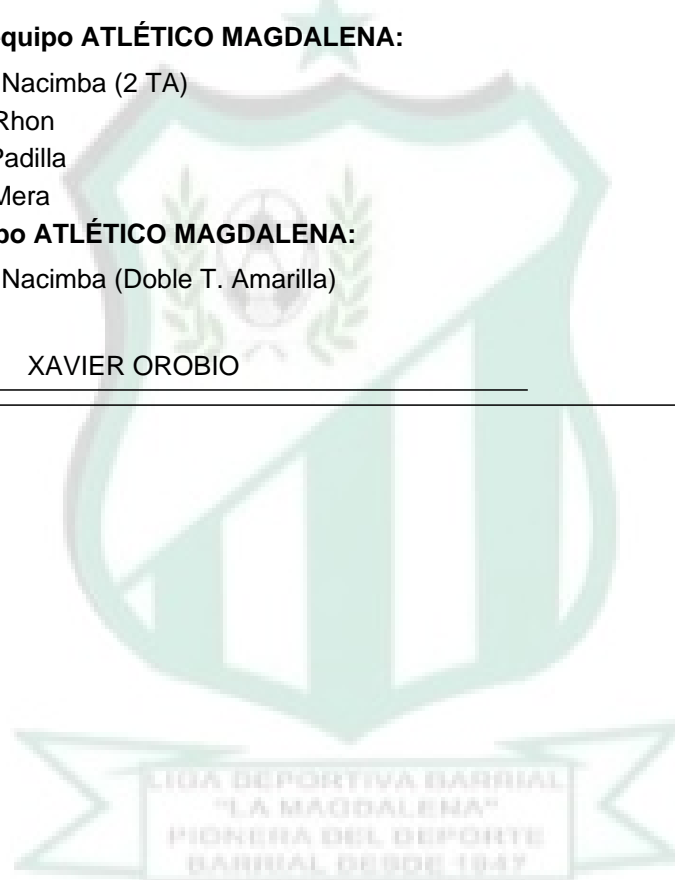 equipo ATLÉTICO MAGDALENA:
Nacimba (2 TA)
Rhon
Padilla
Mera
po ATLÉTICO MAGDALENA:
Nacimba (Doble T. Amarilla)
XAVIER OROBIO
LIGA DEPORTIVA BARRIAL
"LA MAGDALENA"
PIONERA DEL DEPORTE
BARRIAL DESDE 1947